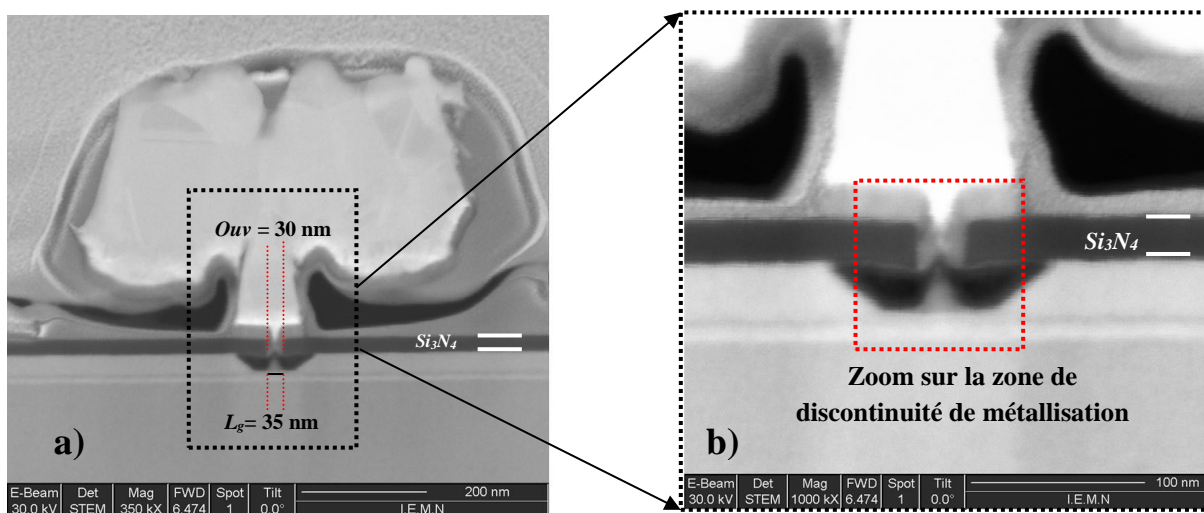 Ouv = 30 nm
Si₃N₄
L_g= 35 nm
a)
E-Beam Det Mag FWD Spot Tilt 200 nm
30.0 kV STEM 350 kX 6.474 1 0.0° I.E.M.N
Si₃N₄
Zoom sur la zone de
discontinuité de métallisation
b)
E-Beam Det Mag FWD Spot Tilt 100 nm
30.0 kV STEM 1000 kX 6.474 1 0.0° I.E.M.N